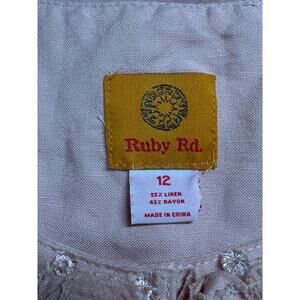 Ruby Rd.
12
55% LINEN
45% RAYON
MADE IN CHINA